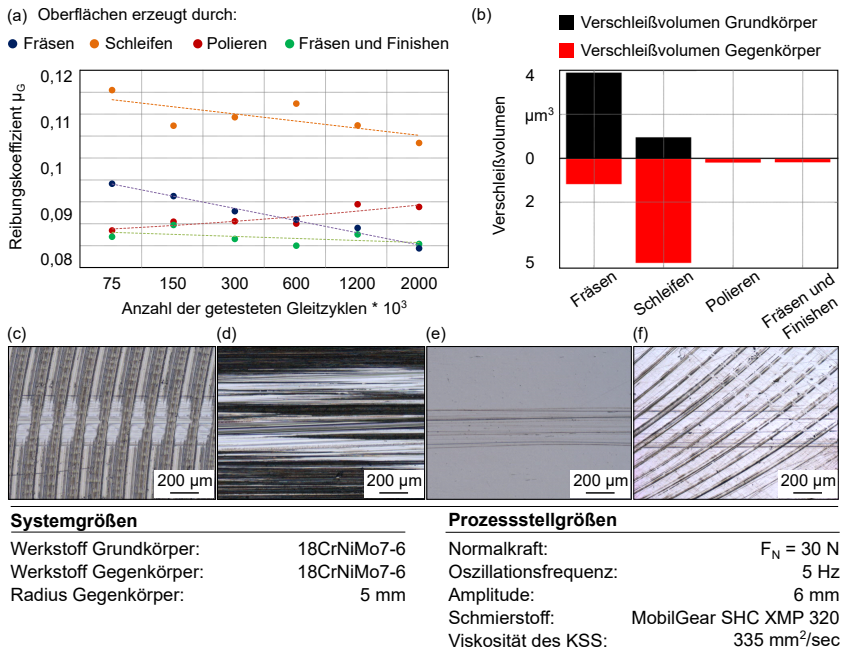 (a) Oberflächen erzeugt durch:
Fräsen Schleifen Polieren Fräsen und Finishen
Reibungskoeffizient µG
0,12
0,11
0,1
0,09
0,08
75 150 300 600 1200 2000
Anzahl der getesteten Gleitzyklen * 10³
(b)
Verschleißvolumen Grundkörper
Verschleißvolumen Gegenkörper
Verschleißvolumen
4
µm³
0
2
5
Fräsen
Schleifen
Polieren
Fräsen und
Finishen
(c) (d) (e) (f)
200 µm 200 µm 200 µm 200 µm
Systemgrößen
Werkstoff Grundkörper: 18CrNiMo7-6
Werkstoff Gegenkörper: 18CrNiMo7-6
Radius Gegenkörper: 5 mm
Prozessstellgrößen
Normalkraft: FN = 30 N
Oszillationsfrequenz: 5 Hz
Amplitude: 6 mm
Schmierstoff: MobilGear SHC XMP 320
Viskosität des KSS: 335 mm²/sec